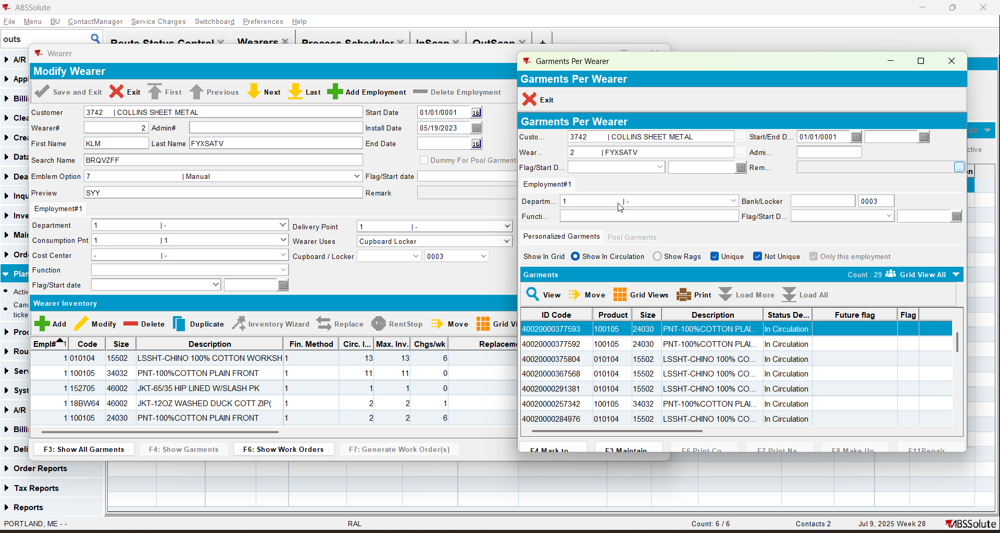 ABSSolute
File Menu BU ContactManager Service Charges Switchboard Preferences Help
outs
Route Status Control Wearers Process Scheduler InScan OutScan +
A/R
Appl
Billi
Clea
Crea
Data
Dea
Inqu
Inve
Main
Orde
Plan
Activ
Canc
ticke
Proc
Rou
Serv
Syst
A/R
Billi
Deli
Order Reports
Tax Reports
Reports
Wearer
Modify Wearer
Save and Exit Exit First Previous Next Last Add Employment Delete Employment
Customer 3742 | COLLINS SHEET METAL Start Date 01/01/0001 16
Wearer# 2 Admin# Install Date 05/19/2023 16
First Name KLM Last Name FYXSATV End Date 16
Search Name BRQVZFF Dummy For Pool Garment
Emblem Option 7 | Manual Flag/Start date
Preview SYY Remark
Employment#1
Department 1 | - Delivery Point 1 | -
Consumption Pnt 1 | 1 Wearer Uses Cupboard Locker
Cost Center - | - Cupboard / Locker 0003
Function
Flag/Start date 16
Wearer Inventory
Add Modify Delete Duplicate Inventory Wizard Replace RentStop Move Grid Vi
Empl# 1 Code Size Description Fin. Method Circ. I... Max. Inv. Chgs/wk Replaceme
1 010104 15502 LSSHT-CHINO 100% COTTON WORKSH 1 13 13 6
1 100105 34032 PNT-100%COTTON PLAIN FRONT 1 11 11 0
1 152705 46002 JKT-65/35 HIP LINED W/SLASH PK 1 1 1 0
1 18BW64 46002 JKT-12OZ WASHED DUCK COTT ZIP( 1 2 2 1
1 100105 24030 PNT-100%COTTON PLAIN FRONT 1 2 2 6
F3: Show All Garments F4: Show Garments F6: Show Work Orders F7: Generate Work Order(s)
Garments Per Wearer
Garments Per Wearer
Exit
Garments Per Wearer
Custo... 3742 | COLLINS SHEET METAL ... Start/End D... 01/01/0001 16 16
Wear... 2 | FYXSATV ... Admi...
Flag/Start D... 16 Rem... ...
Employment#1
Departm... 1 | - Bank/Locker 0003
Functi... Flag/Start D... 16
Personalized Garments Pool Garments
Show In Grid Show In Circulation Show Rags Unique Not Unique Only this employment
Garments Count : 29 Grid View All
View Move Grid Views Print Load More Load All
ID Code Product Size Description Status De... Future flag Flag
40020000377593 100105 24030 PNT-100%COTTON PLAI... In Circulation
40020000377592 100105 24030 PNT-100%COTTON PLAI... In Circulation
40020000375804 010104 15502 LSSHT-CHINO 100% CO... In Circulation
40020000367568 010104 15502 LSSHT-CHINO 100% CO... In Circulation
40020000291381 010104 15502 LSSHT-CHINO 100% CO... In Circulation
40020000257342 100105 34032 PNT-100%COTTON PLAI... In Circulation
40020000284976 010104 15502 LSSHT-CHINO 100% CO... In Circulation
F4 Mark to F3 Maintain F6 Print Co F7 Print Na F8 Make Un F11Repair
All
ctive
n
PORTLAND, ME - - RAL Count: 6 / 6 Contacts 2 Jul 9, 2025 Week 28 ABSSolute